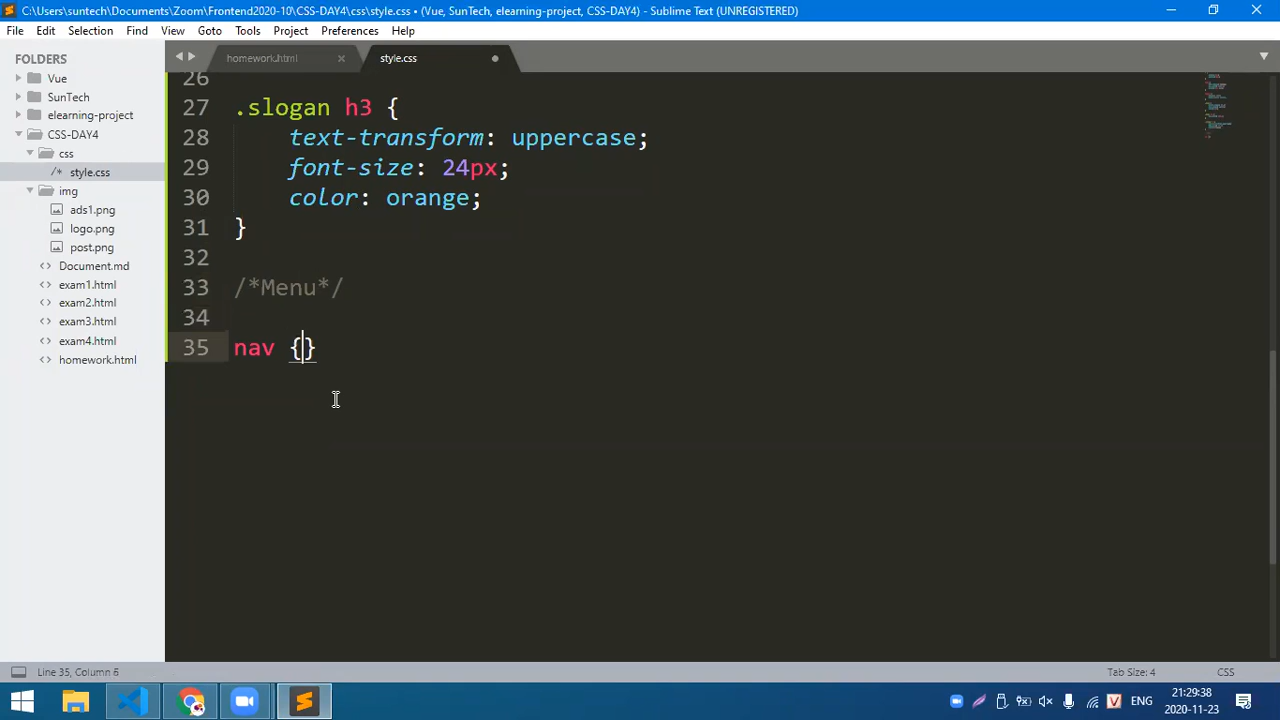 C:\Users\suntech\Documents\Zoom\Frontend2020-10\CSS-DAY4\css\style.css • (Vue, SunTech, elearning-project, CSS-DAY4) - Sublime Text (UNREGISTERED)
File Edit Selection Find View Goto Tools Project Preferences Help
FOLDERS
Vue
SunTech
elearning-project
CSS-DAY4
css
/* style.css
img
ads1.png
logo.png
post.png
Document.md
exam1.html
exam2.html
exam3.html
exam4.html
homework.html
homework.html × style.css
26
27 .slogan h3 {
28 text-transform: uppercase;
29 font-size: 24px;
30 color: orange;
31 }
32
33 /*Menu*/
34
35 nav {}
Line 35, Column 6
Tab Size: 4 CSS
V ENG
21:29:38
2020-11-23